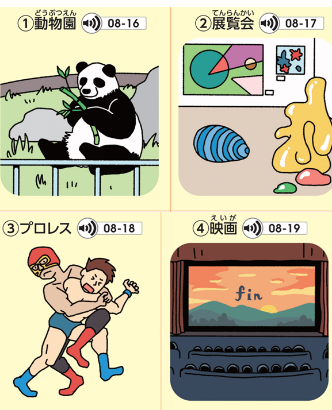 どうぶつえん
①動物園 08-16
てんらんかい
②展覧会 08-17
③プロレス 08-18
えいが
④映画 08-19
fin